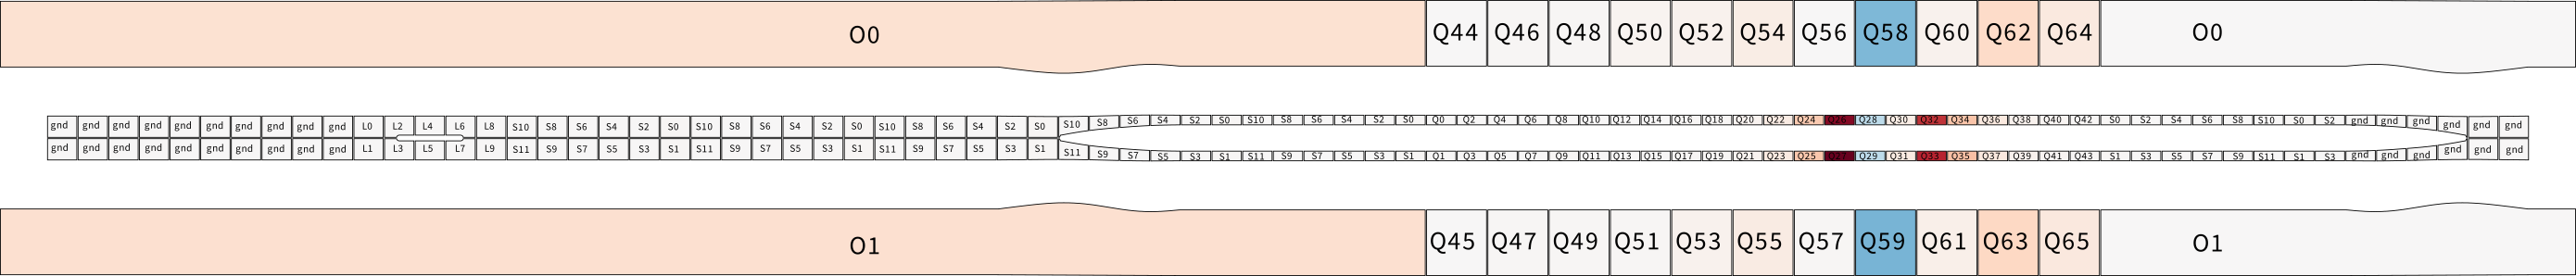 O0 Q44 Q46 Q48 Q50 Q52 Q54 Q56 Q58 Q60 Q62 Q64 O0
gnd gnd gnd gnd gnd gnd gnd gnd gnd gnd L0 L2 L4 L6 L8 S10 S8 S6 S4 S2 S0 S10 S8 S6 S4 S2 S0 S10 S8 S6 S4 S2 S0 S10 S8 S6 S4 S2 S0 S10 S8 S6 S4 S2 S0 Q0 Q2 Q4 Q6 Q8 Q10 Q12 Q14 Q16 Q18 Q20 Q22 Q24 Q26 Q28 Q30 Q32 Q34 Q36 Q38 Q40 Q42 S0 S2 S4 S6 S8 S10 S0 S2 gnd gnd gnd gnd gnd gnd
gnd gnd gnd gnd gnd gnd gnd gnd gnd gnd L1 L3 L5 L7 L9 S11 S9 S7 S5 S3 S1 S11 S9 S7 S5 S3 S1 S11 S9 S7 S5 S3 S1 S11 S9 S7 S5 S3 S1 S11 S9 S7 S5 S3 S1 Q1 Q3 Q5 Q7 Q9 Q11 Q13 Q15 Q17 Q19 Q21 Q23 Q25 Q27 Q29 Q31 Q33 Q35 Q37 Q39 Q41 Q43 S1 S3 S5 S7 S9 S11 S1 S3 gnd gnd gnd gnd gnd gnd
O1 Q45 Q47 Q49 Q51 Q53 Q55 Q57 Q59 Q61 Q63 Q65 O1